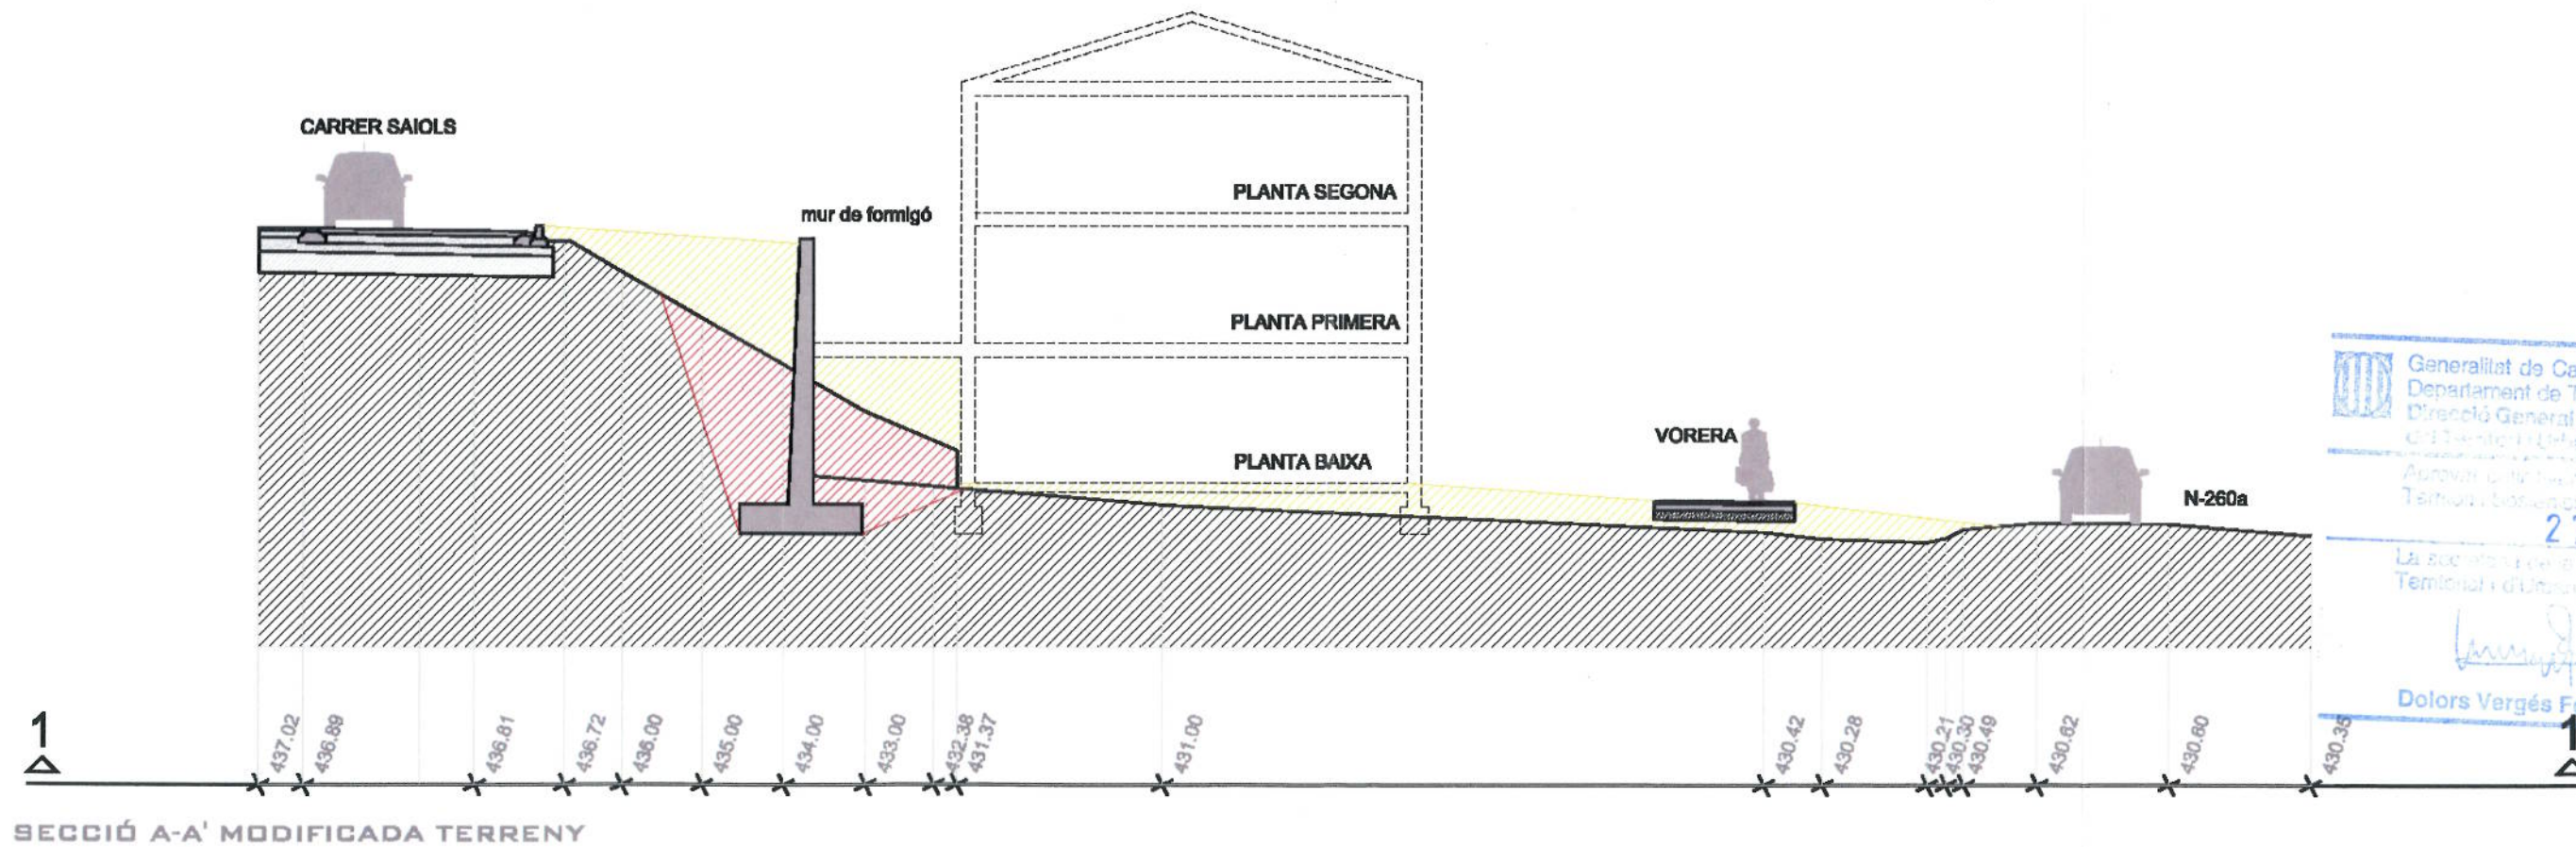 CARRER SAIOLS
mur de formigó
PLANTA SEGONA
PLANTA PRIMERA
PLANTA BAIXA
VORERA
N-260a
Generalitat de Ca
Departament de T
Direcció General
2
Dolors Vergés F
1
1
437.02
436.89
436.81
436.72
436.00
435.00
434.00
433.00
432.38
431.37
431.00
430.42
430.28
430.21
430.30
430.49
430.62
430.60
430.35
SECCIÓ A-A' MODIFICADA TERRENY